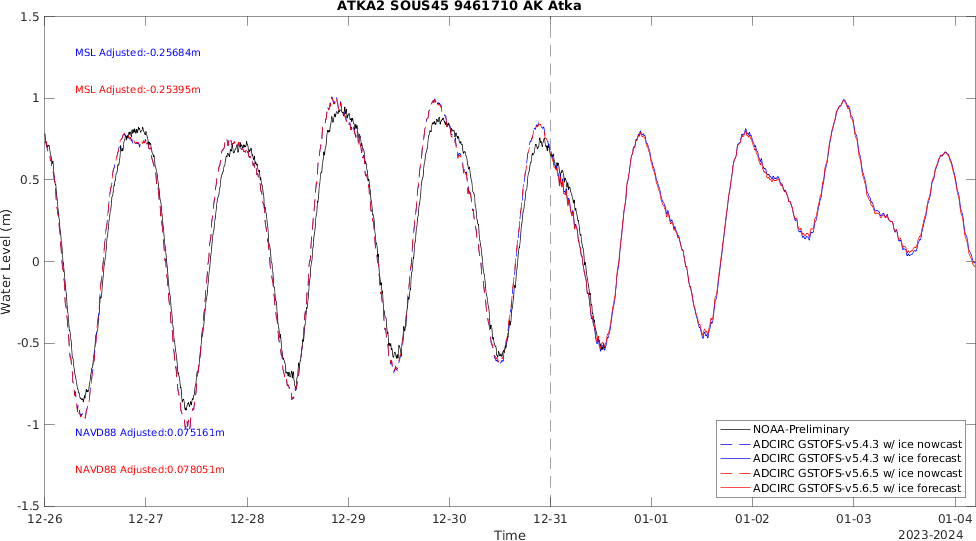 ATKA2 SOUS45 9461710 AK Atka
1.5
MSL Adjusted:-0.25684m
MSL Adjusted:-0.25395m
1
0.5
0
-0.5
-1
-1.5
Water Level (m)
NAVD88 Adjusted:0.075161m
NAVD88 Adjusted:0.078051m
NOAA-Preliminary
ADCIRC GSTOFS-v5.4.3 w/ ice nowcast
ADCIRC GSTOFS-v5.4.3 w/ ice forecast
ADCIRC GSTOFS-v5.6.5 w/ ice nowcast
ADCIRC GSTOFS-v5.6.5 w/ ice forecast
12-26 12-27 12-28 12-29 12-30 12-31 01-01 01-02 01-03 01-04
Time
2023-2024